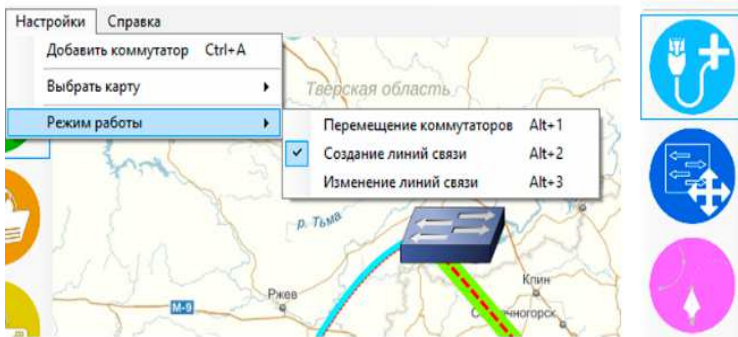 Настройки Справка
Добавить коммутатор Ctrl+A
Выбрать карту
Режим работы
Перемещение коммутаторов Alt+1
Создание линий связи Alt+2
Изменение линий связи Alt+3
Тверская область
р. Тьма
Ржев
Клин
М-9